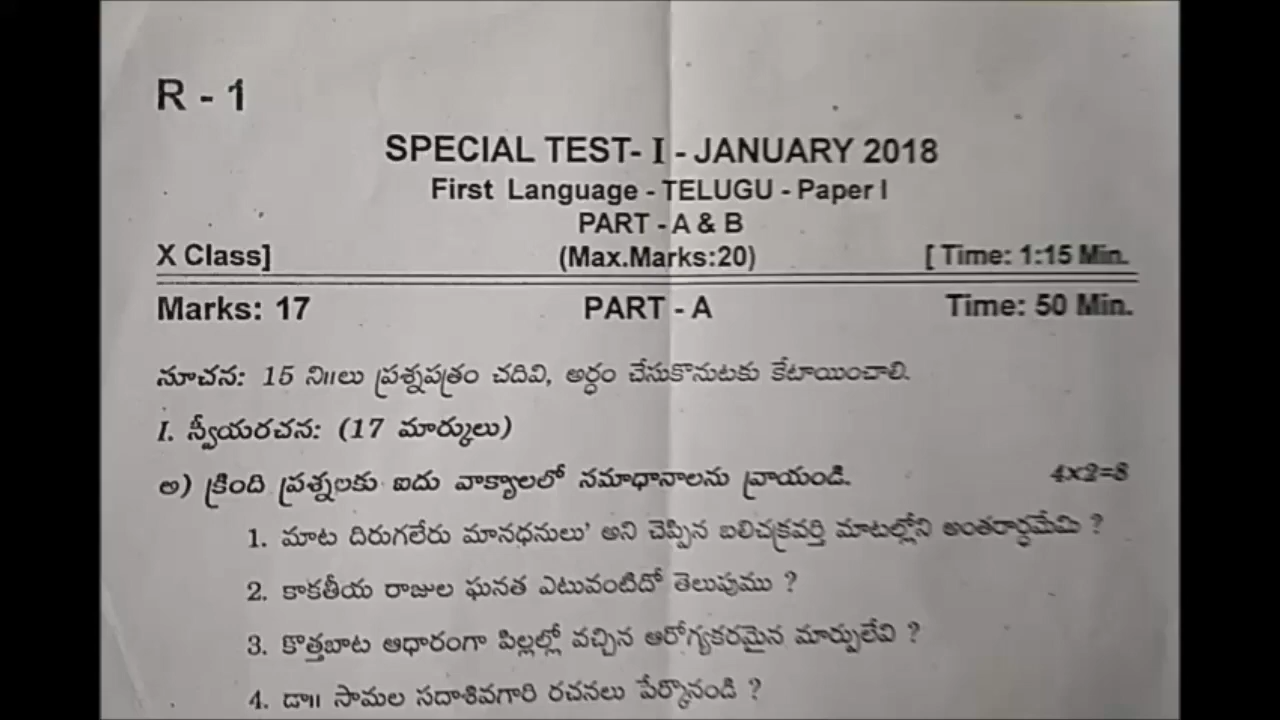 R - 1
SPECIAL TEST- I - JANUARY 2018
First Language - TELUGU - Paper I
PART - A & B
X Class] (Max.Marks:20) [ Time: 1:15 Min.
Marks: 17 PART - A Time: 50 Min.
సూచన: 15 ని॥లు ప్రశ్నపత్రం చదివి, అర్థం చేసుకొనుటకు కేటాయించాలి.
I. స్వీయరచన: (17 మార్కులు)
అ) క్రింది ప్రశ్నలకు ఐదు వాక్యాలలో సమాధానాలను వ్రాయండి. 4x2=8
1. మాట దిరుగలేరు మానధనులు' అని చెప్పిన బలిచక్రవర్తి మాటల్లోని అంతరార్థమేమి ?
2. కాకతీయ రాజుల ఘనత ఎటువంటిదో తెలుపుము ?
3. కొత్తబాట ఆధారంగా పిల్లల్లో వచ్చిన ఆరోగ్యకరమైన మార్పులేవి ?
4. డా॥ సామల సదాశివగారి రచనలు పేర్కొనండి ?